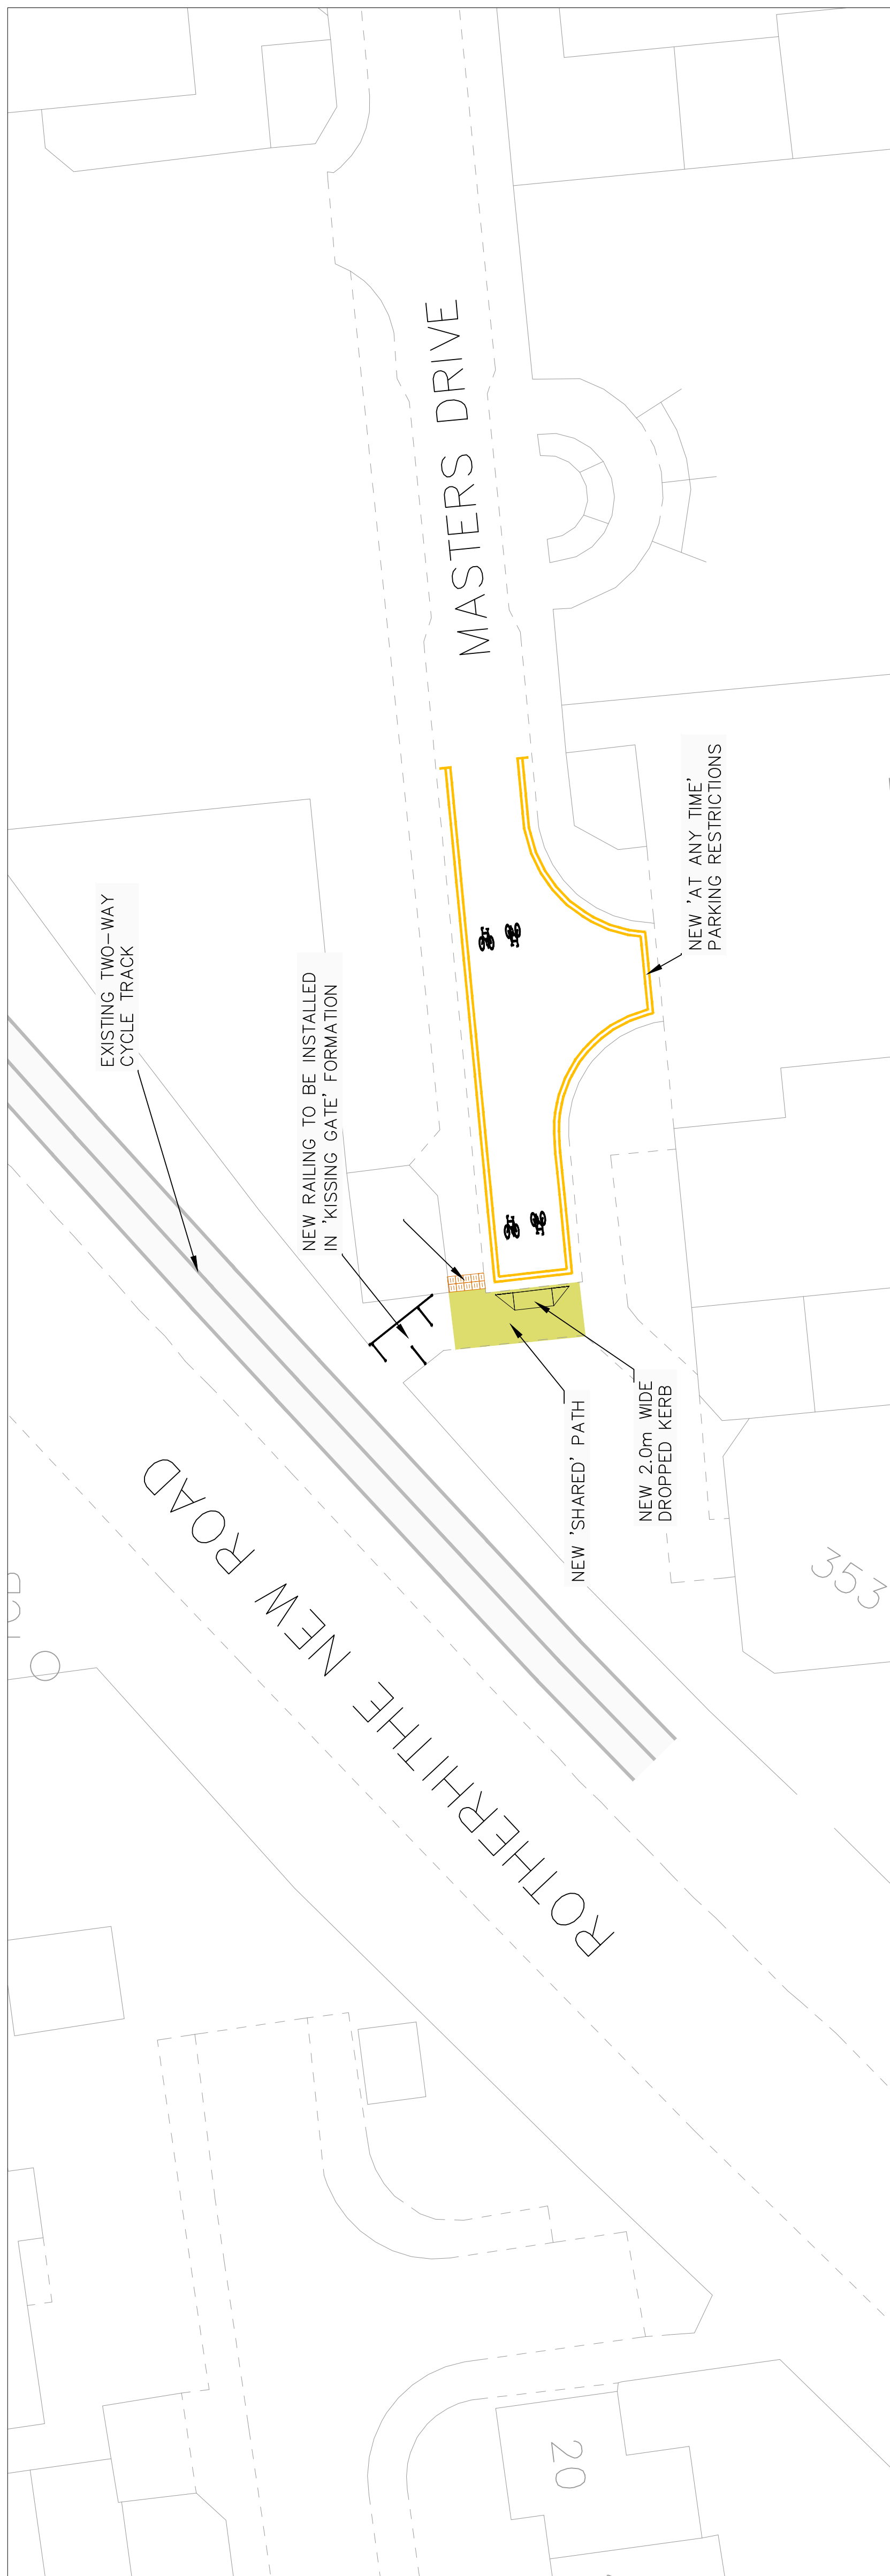 MASTERS DRIVE
EXISTING TWO-WAY
CYCLE TRACK
NEW RAILING TO BE INSTALLED
IN 'KISSING GATE' FORMATION
NEW 'AT ANY TIME'
PARKING RESTRICTIONS
NEW 'SHARED' PATH
NEW 2.0m WIDE
DROPPED KERB
ROTHERHITHE NEW ROAD
353
20